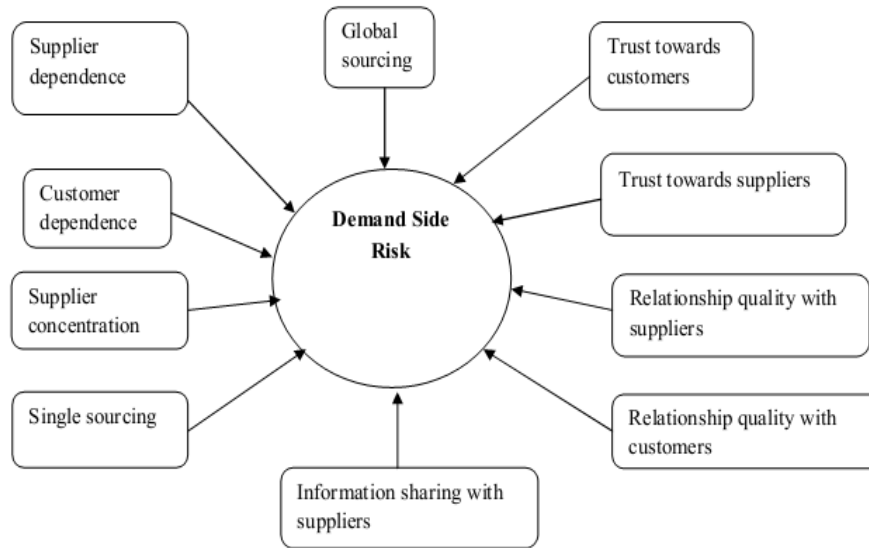 Supplier
dependence
Global
sourcing
Trust towards
customers
Customer
dependence
Demand Side
Risk
Trust towards suppliers
Supplier
concentration
Relationship quality with
suppliers
Single sourcing
Relationship quality with
customers
Information sharing with
suppliers